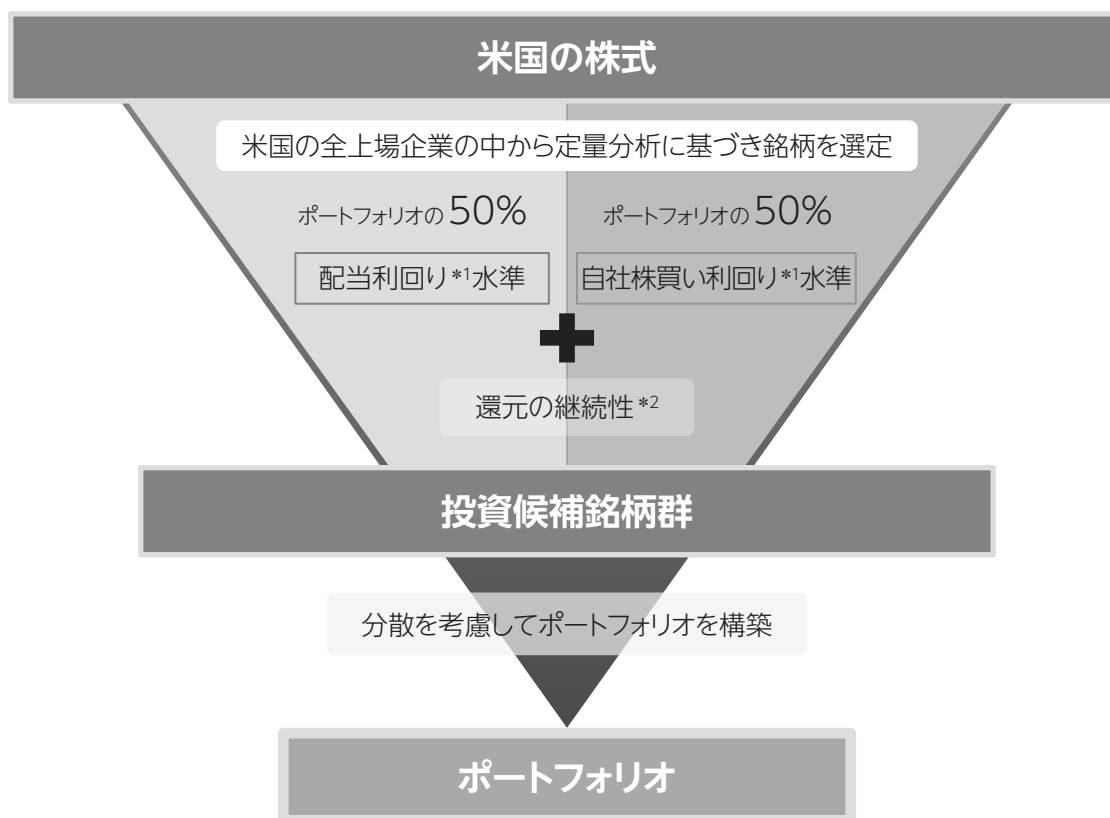 米国の株式
米国の全上場企業の中から定量分析に基づき銘柄を選定
ポートフォリオの50% ポートフォリオの50%
配当利回り*1水準 自社株買い利回り*1水準
還元の継続性*2
投資候補銘柄群
分散を考慮してポートフォリオを構築
ポートフォリオ